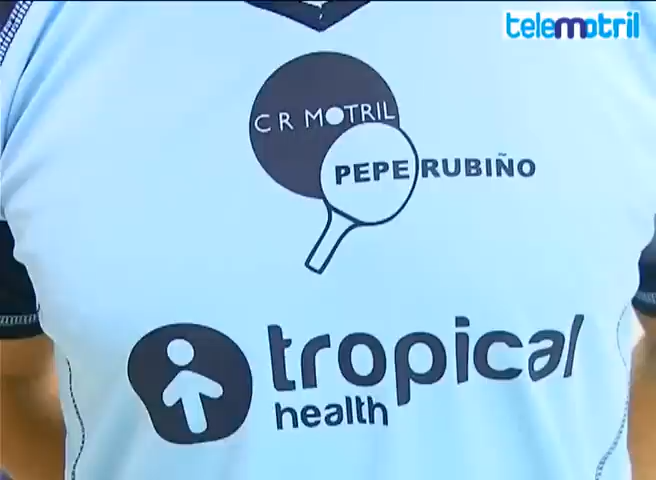 telemotril
C R MOTRIL
PEPE RUBIÑO
tropical
health